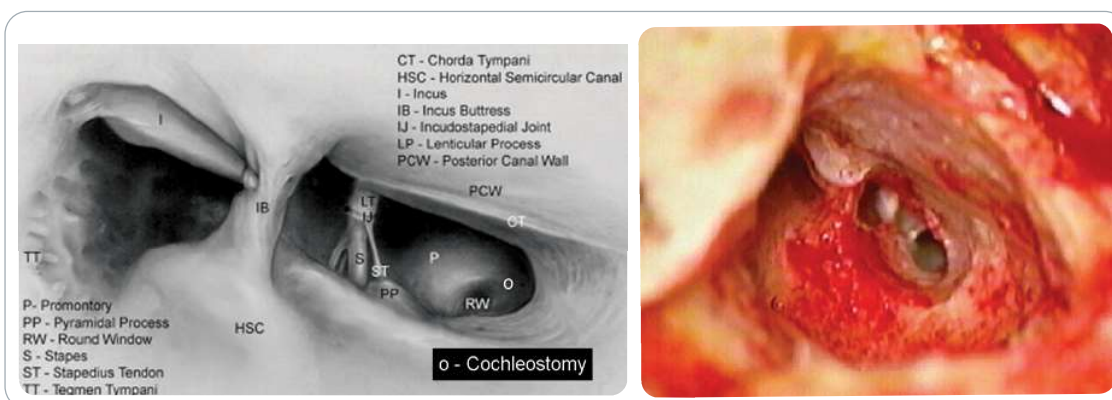 CT - Chorda Tympani
HSC - Horizontal Semicircular Canal
I - Incus
IB - Incus Buttress
IJ - Incudostapedial Joint
LP - Lenticular Process
PCW - Posterior Canal Wall
I
PCW
IB
LT
IJ
CT
TT
S
ST
P
O
PP
RW
HSC
P- Promontory
PP - Pyramidal Process
RW - Round Window
S - Stapes
ST - Stapedius Tendon
TT - Tegmen Tympani
o - Cochleostomy